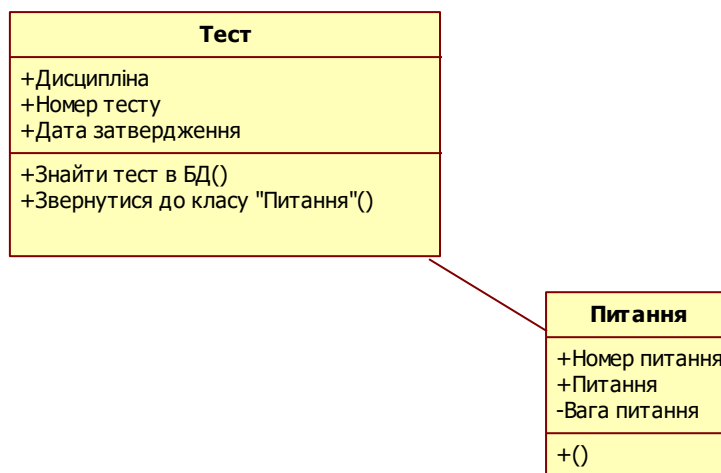 Тест
+Дисципліна
+Номер тесту
+Дата затвердження
+Знайти тест в БД()
+Звернутися до класу "Питання"()
Питання
+Номер питання
+Питання
-Вага питання
+()